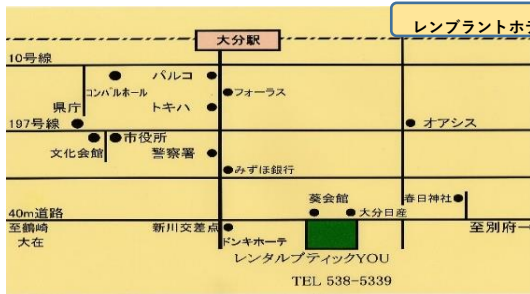 レンブラントホテ
大分駅
10号線
パルコ
コンパルホール
フォーラス
県庁
トキハ
197号線
オアシス
市役所
文化会館
警察署
みずほ銀行
葵会館
春日神社
40m道路
大分日産
至鶴崎
大在
新川交差点
ドンキホーテ
至別府
レンタルブティックYOU
TEL 538-5339